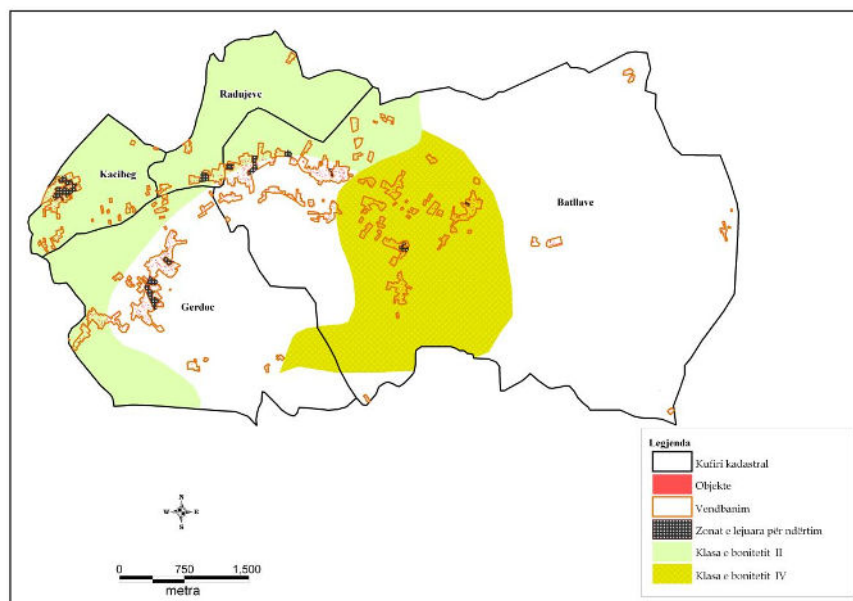 Radujevc
Kacibeg
Batllave
Gerdoc
Legjenda
Kufiri kadastral
Objekte
Vendbanim
Zonat e lejuara për ndërtim
Klasa e bonitetit II
Klasa e bonitetit IV
N
W E
S
0 750 1,500
metra